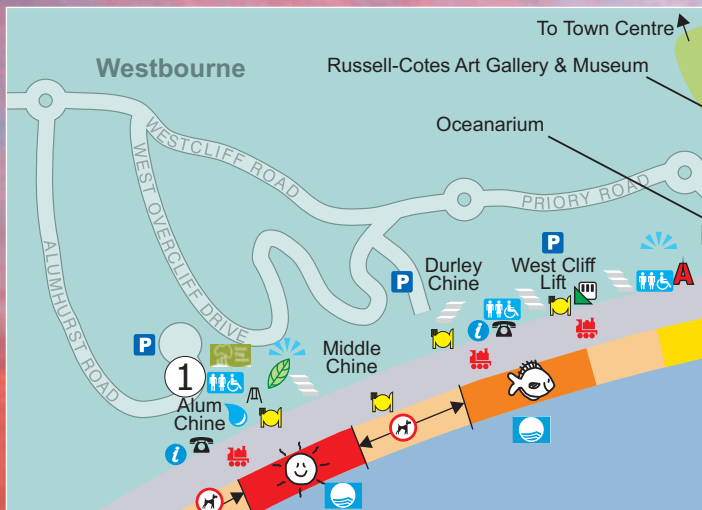 To Town Centre
Westbourne
Russell-Cotes Art Gallery & Museum
Oceanarium
WESTCLIFF ROAD
WEST OVERCLIFF DRIVE
PRIORY ROAD
ALUMHURST ROAD
P
P
P
Durley
Chine
West Cliff
Lift
A
i
Middle
Chine
1
Alum
Chine
i